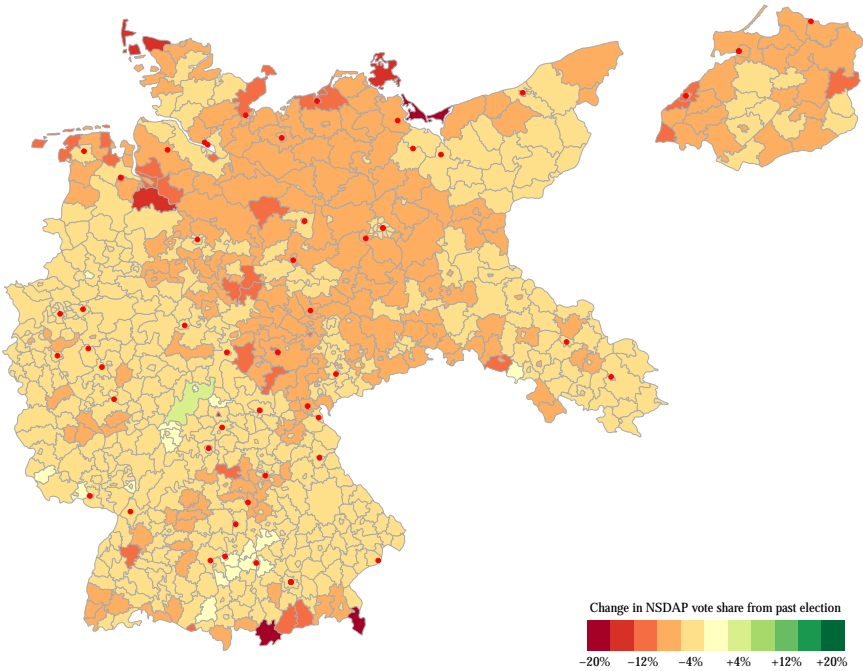 Change in NSDAP vote share from past election
−20% −12% −4% +4% +12% +20%